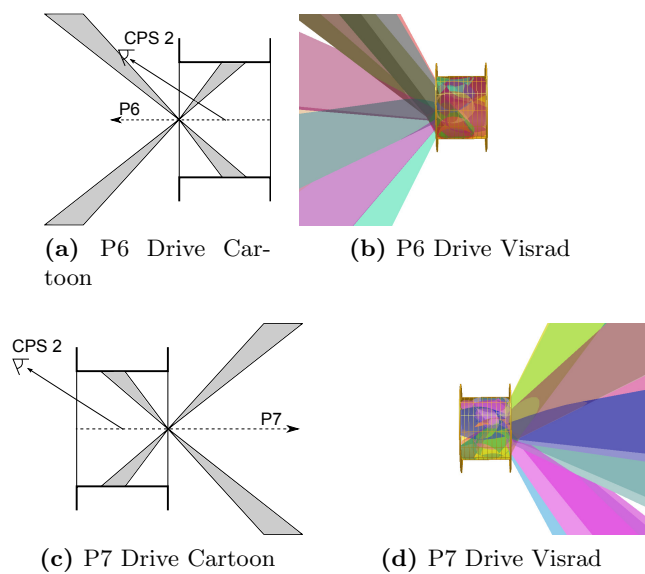 CPS 2
P6
(a) P6 Drive Car-
toon
(b) P6 Drive Visrad
CPS 2
P7
(c) P7 Drive Cartoon
(d) P7 Drive Visrad